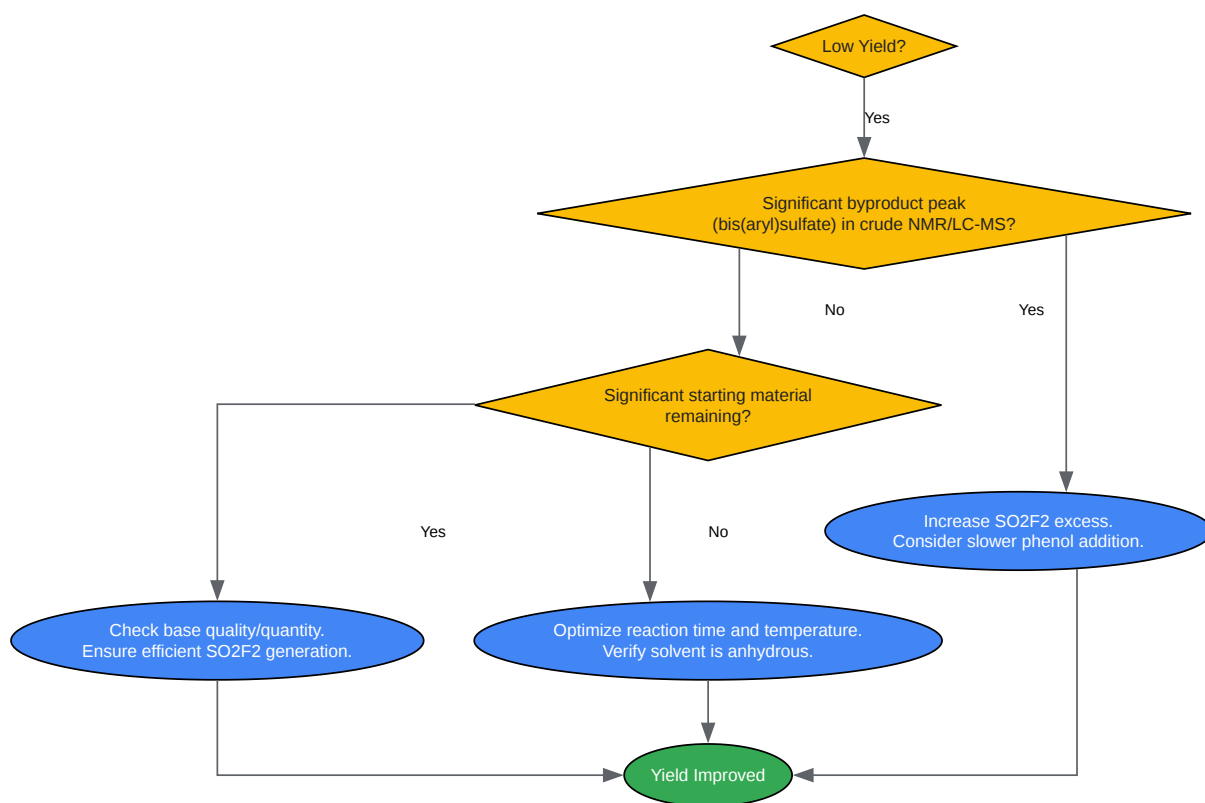 Low Yield?
Yes
Significant byproduct peak
(bis(aryl)sulfate) in crude NMR/LC-MS?
No
Yes
Significant starting material
remaining?
Increase SO2F2 excess.
Consider slower phenol addition.
Yes
No
Check base quality/quantity.
Ensure efficient SO2F2 generation.
Optimize reaction time and temperature.
Verify solvent is anhydrous.
Yield Improved